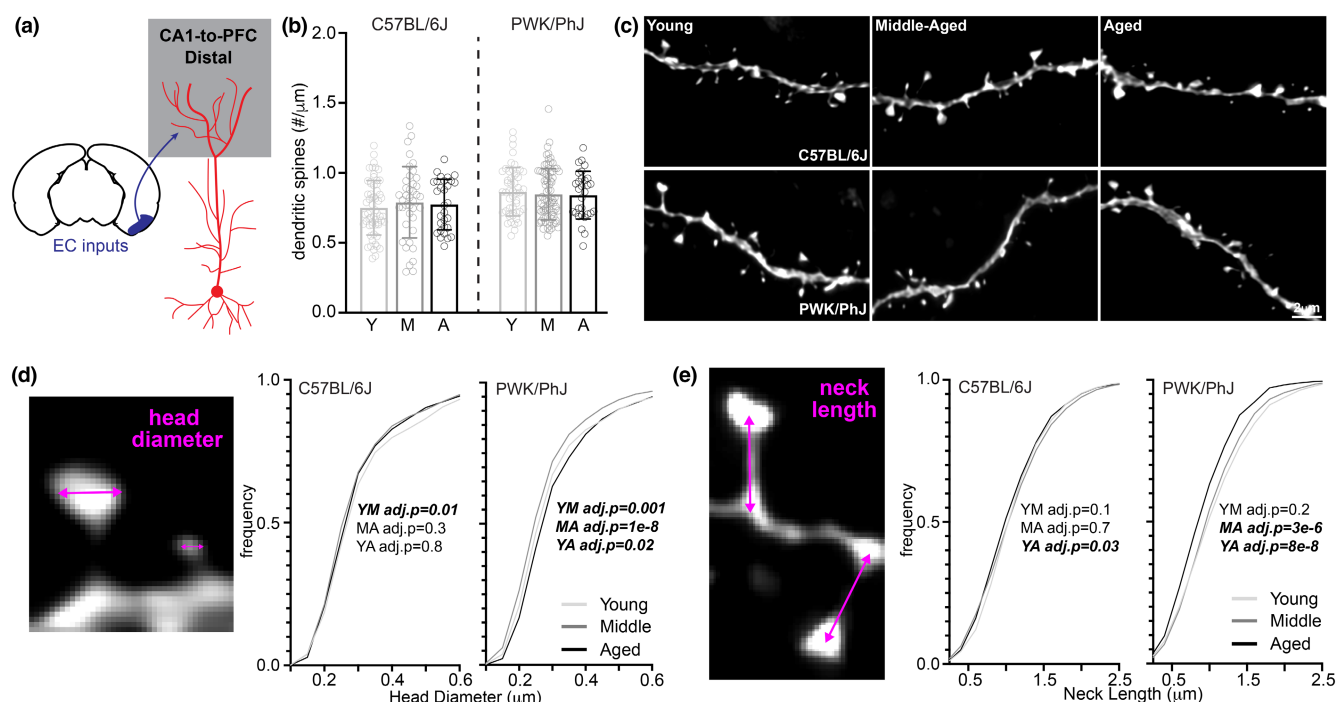 (a)
CA1-to-PFC
Distal
EC inputs
(b)
C57BL/6J
PWK/PhJ
dendritic spines (#/μm)
2.0
1.5
1.0
0.5
0.0
Y
M
A
Y
M
A
(c)
Young
Middle-Aged
Aged
C57BL/6J
PWK/PhJ
2μm
(d)
head
diameter
C57BL/6J
PWK/PhJ
frequency
1.0
0.5
0.0
YM adj.p=0.01
MA adj.p=0.3
YA adj.p=0.8
YM adj.p=0.001
MA adj.p=1e-8
YA adj.p=0.02
Young
Middle
Aged
0.2
0.4
0.6
0.2
0.4
0.6
Head Diameter (μm)
(e)
neck
length
C57BL/6J
PWK/PhJ
frequency
1.0
0.5
0.0
YM adj.p=0.1
MA adj.p=0.7
YA adj.p=0.03
YM adj.p=0.2
MA adj.p=3e-6
YA adj.p=8e-8
Young
Middle
Aged
0.5
1.5
2.5
0.5
1.5
2.5
Neck Length (μm)